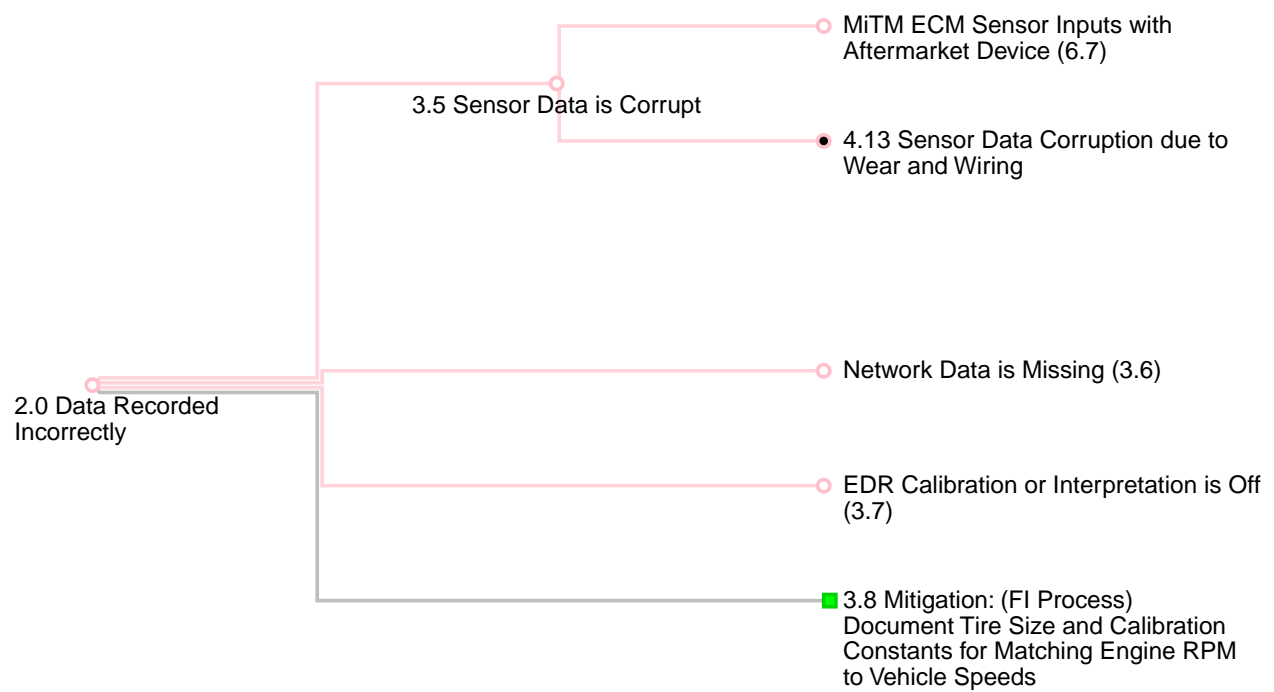 MiTM ECM Sensor Inputs with
Aftermarket Device (6.7)
3.5 Sensor Data is Corrupt
4.13 Sensor Data Corruption due to
Wear and Wiring
Network Data is Missing (3.6)
2.0 Data Recorded
Incorrectly
EDR Calibration or Interpretation is Off
(3.7)
3.8 Mitigation: (FI Process)
Document Tire Size and Calibration
Constants for Matching Engine RPM
to Vehicle Speeds